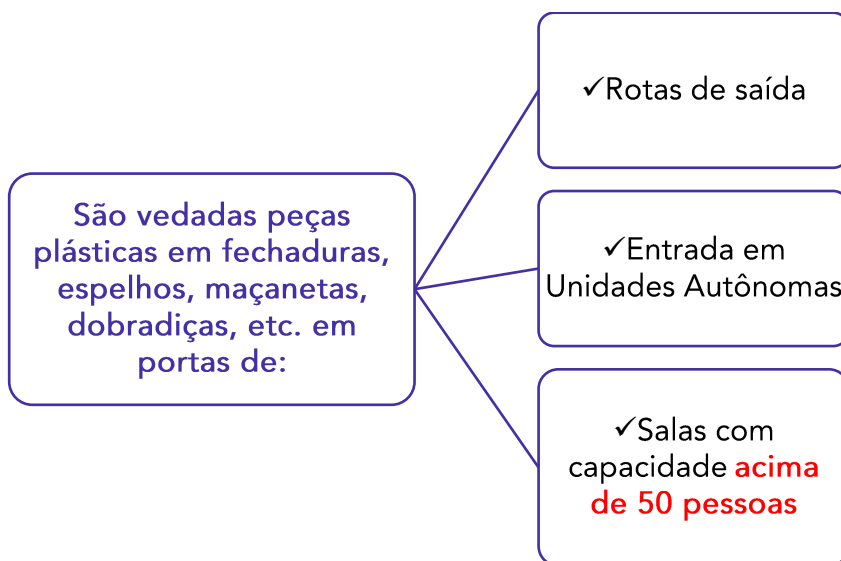 São vedadas peças
plásticas em fechaduras,
espelhos, maçanetas,
dobradiças, etc. em
portas de:
✓Rotas de saída
✓Entrada em
Unidades Autônomas
✓Salas com
capacidade acima
de 50 pessoas